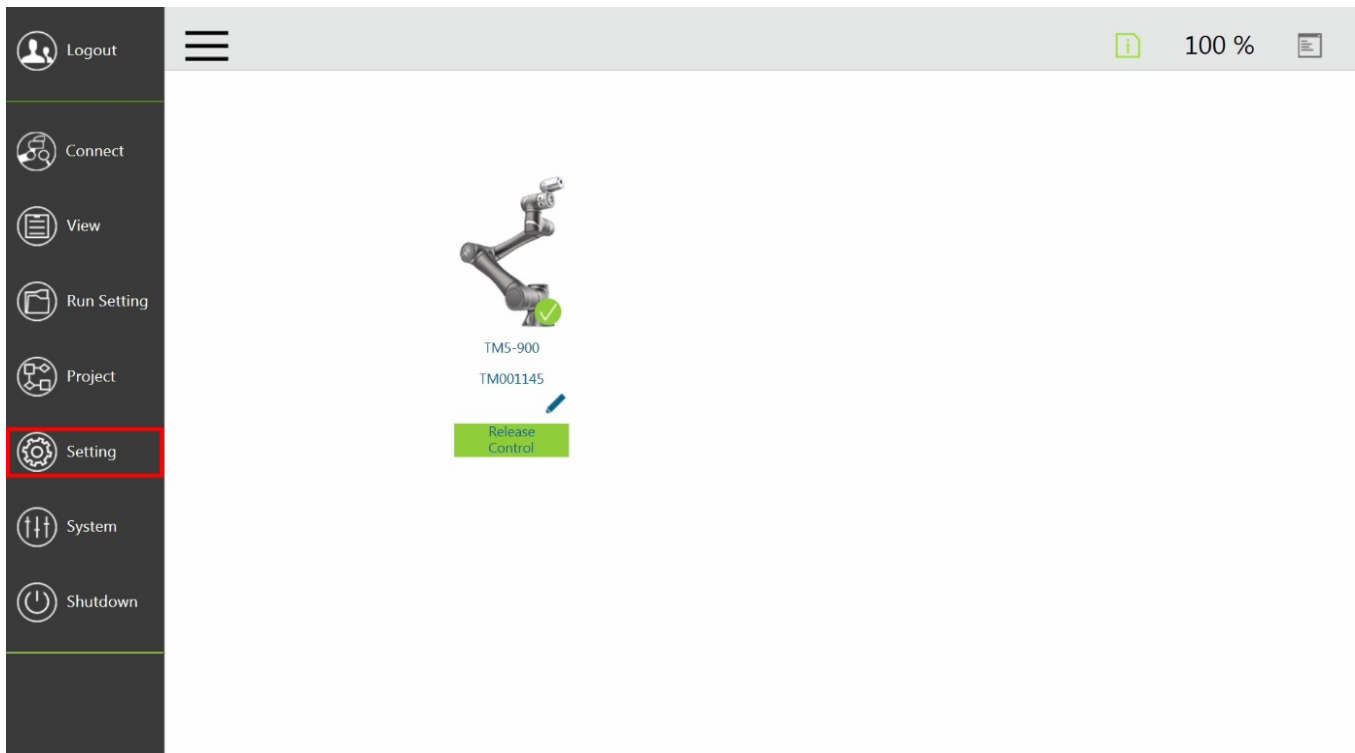 Logout
100 %
Connect
View
Run Setting
Project
Setting
System
Shutdown
TM5-900
TM001145
Release
Control